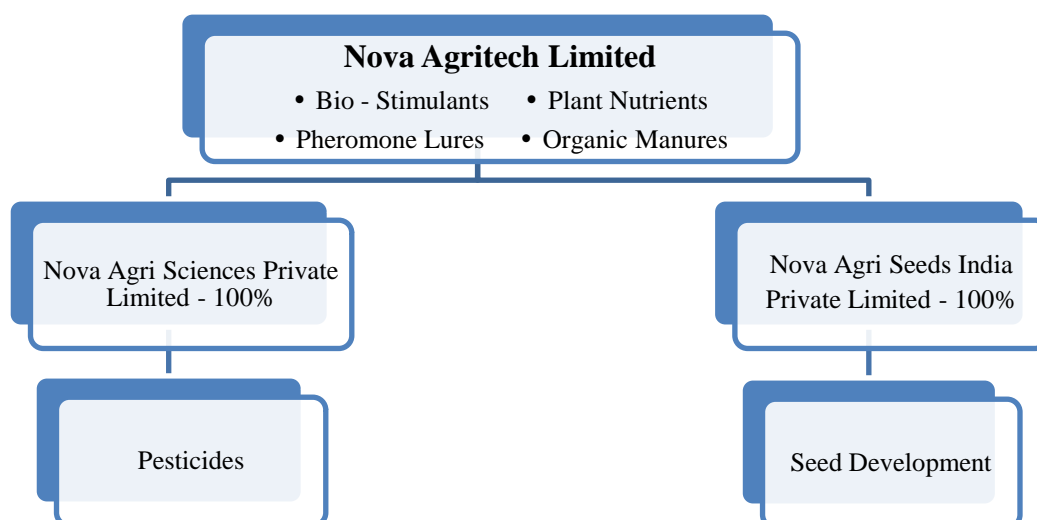 Nova Agritech Limited
• Bio - Stimulants • Plant Nutrients
• Pheromone Lures • Organic Manures
Nova Agri Sciences Private
Limited - 100%
Nova Agri Seeds India
Private Limited - 100%
Pesticides
Seed Development